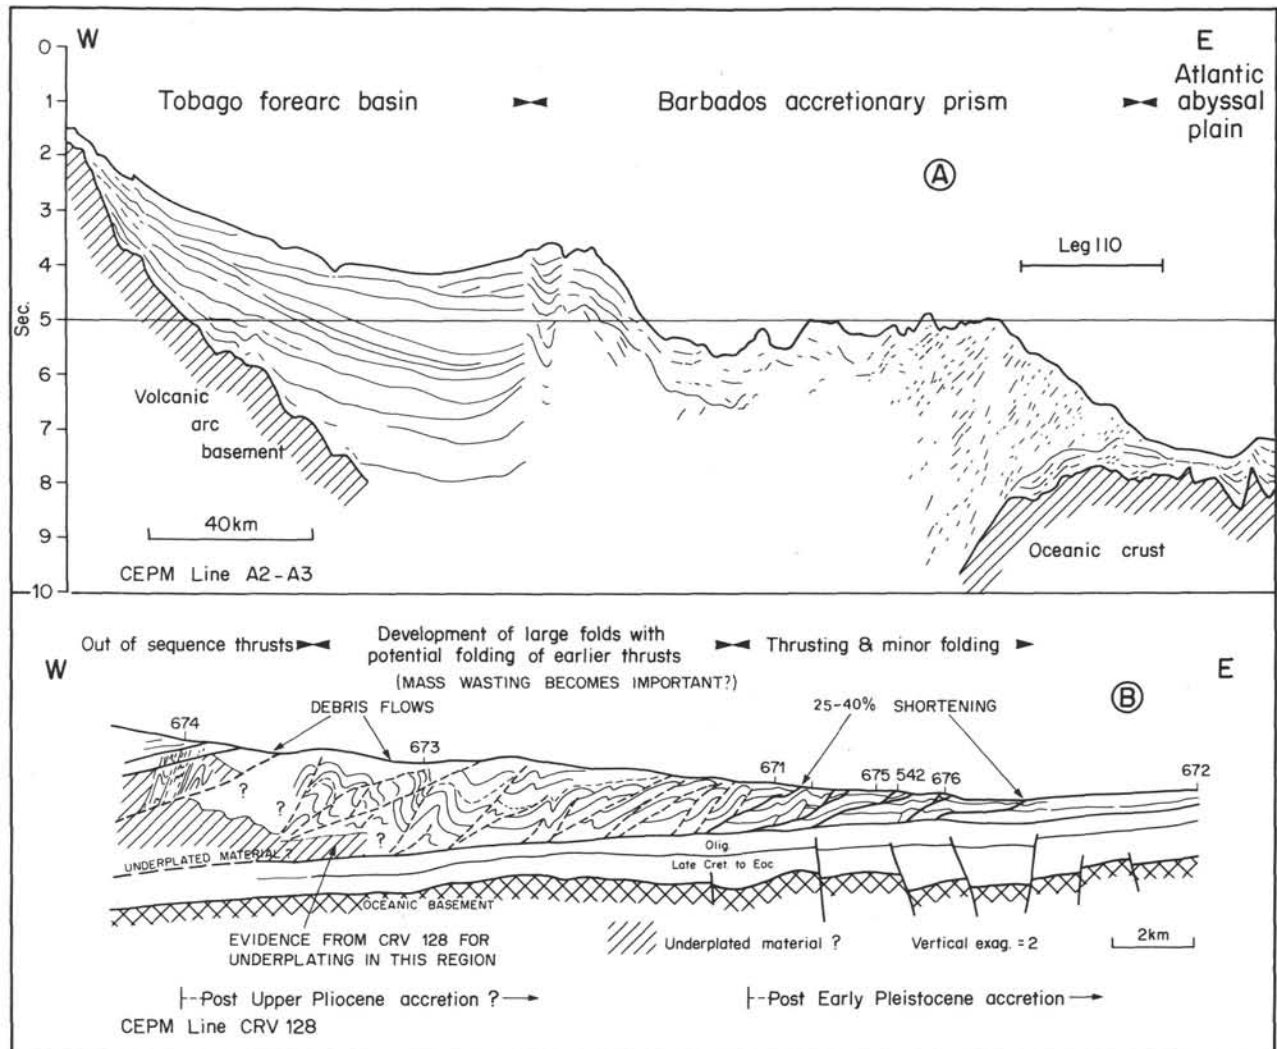 W
E
0
1
2
3
4
5
6
7
8
9
10
Sec.
Tobago forearc basin
Barbados accretionary prism
Atlantic
abyssal
plain
A
Leg 110
Volcanic
arc
basement
40km
CEPM Line A2-A3
Oceanic crust
Out of sequence thrusts
Development of large folds with
potential folding of earlier thrusts
(MASS WASTING BECOMES IMPORTANT?)
Thrusting & minor folding
W
E
B
DEBRIS FLOWS
25-40% SHORTENING
674
673
671
675
542
676
672
?
?
?
UNDERPLATED MATERIAL ?
Olig.
Late Cret. to Eoc
OCEANIC BASEMENT
EVIDENCE FROM CRV 128 FOR
UNDERPLATING IN THIS REGION
Underplated material ?
Vertical exag. = 2
2km
Post Upper Pliocene accretion ?
Post Early Pleistocene accretion
CEPM Line CRV 128